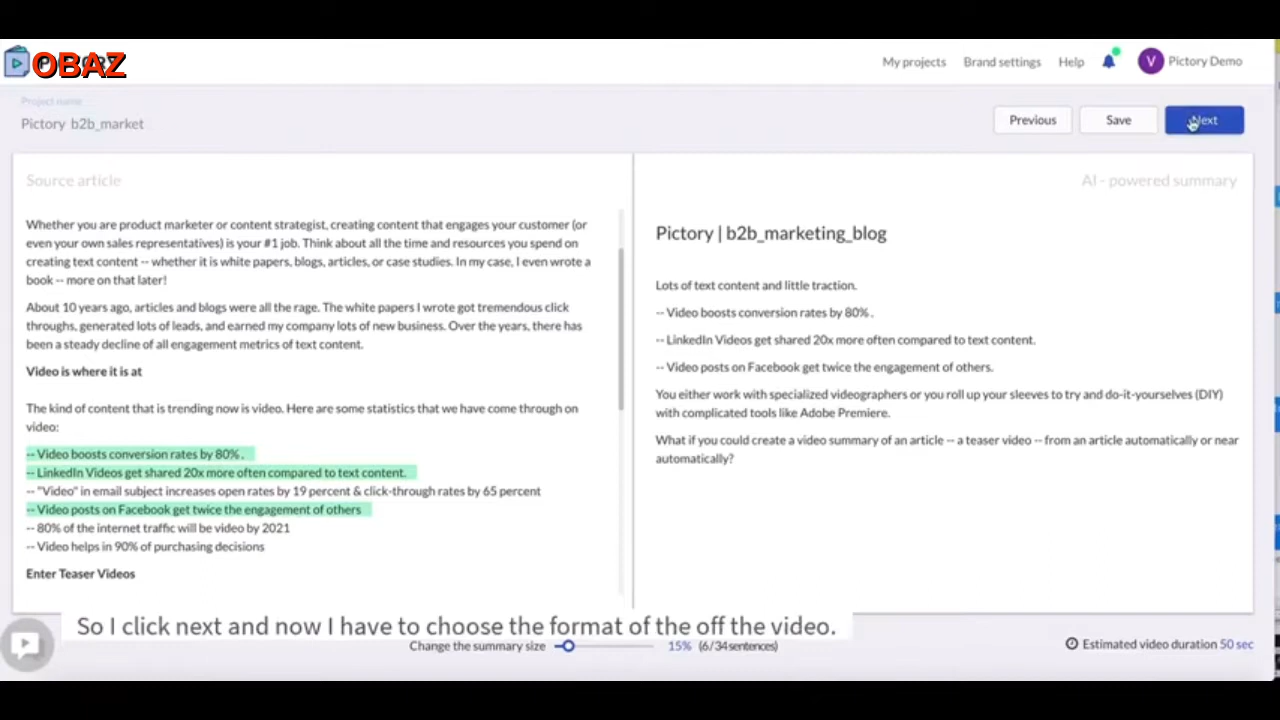 OBAZ
My projects
Brand settings
Help
V
Pictory Demo
Project name
Pictory b2b_market
Previous
Save
Next
Source article
Whether you are product marketer or content strategist, creating content that engages your customer (or
even your own sales representatives) is your #1 job. Think about all the time and resources you spend on
creating text content -- whether it is white papers, blogs, articles, or case studies. In my case, I even wrote a
book -- more on that later!
About 10 years ago, articles and blogs were all the rage. The white papers I wrote got tremendous click
throughs, generated lots of leads, and earned my company lots of new business. Over the years, there has
been a steady decline of all engagement metrics of text content.
Video is where it is at
The kind of content that is trending now is video. Here are some statistics that we have come through on
video:
-- Video boosts conversion rates by 80% .
-- LinkedIn Videos get shared 20x more often compared to text content.
-- "Video" in email subject increases open rates by 19 percent & click-through rates by 65 percent
-- Video posts on Facebook get twice the engagement of others
-- 80% of the internet traffic will be video by 2021
-- Video helps in 90% of purchasing decisions
Enter Teaser Videos
AI - powered summary
Pictory | b2b_marketing_blog
Lots of text content and little traction.
-- Video boosts conversion rates by 80% .
-- LinkedIn Videos get shared 20x more often compared to text content.
-- Video posts on Facebook get twice the engagement of others.
You either work with specialized videographers or you roll up your sleeves to try and do-it-yourselves (DIY)
with complicated tools like Adobe Premiere.
What if you could create a video summary of an article -- a teaser video -- from an article automatically or near
automatically?
So I click next and now I have to choose the format of the off the video.
Change the summary size
15% (6/34 sentences)
Estimated video duration 50 sec